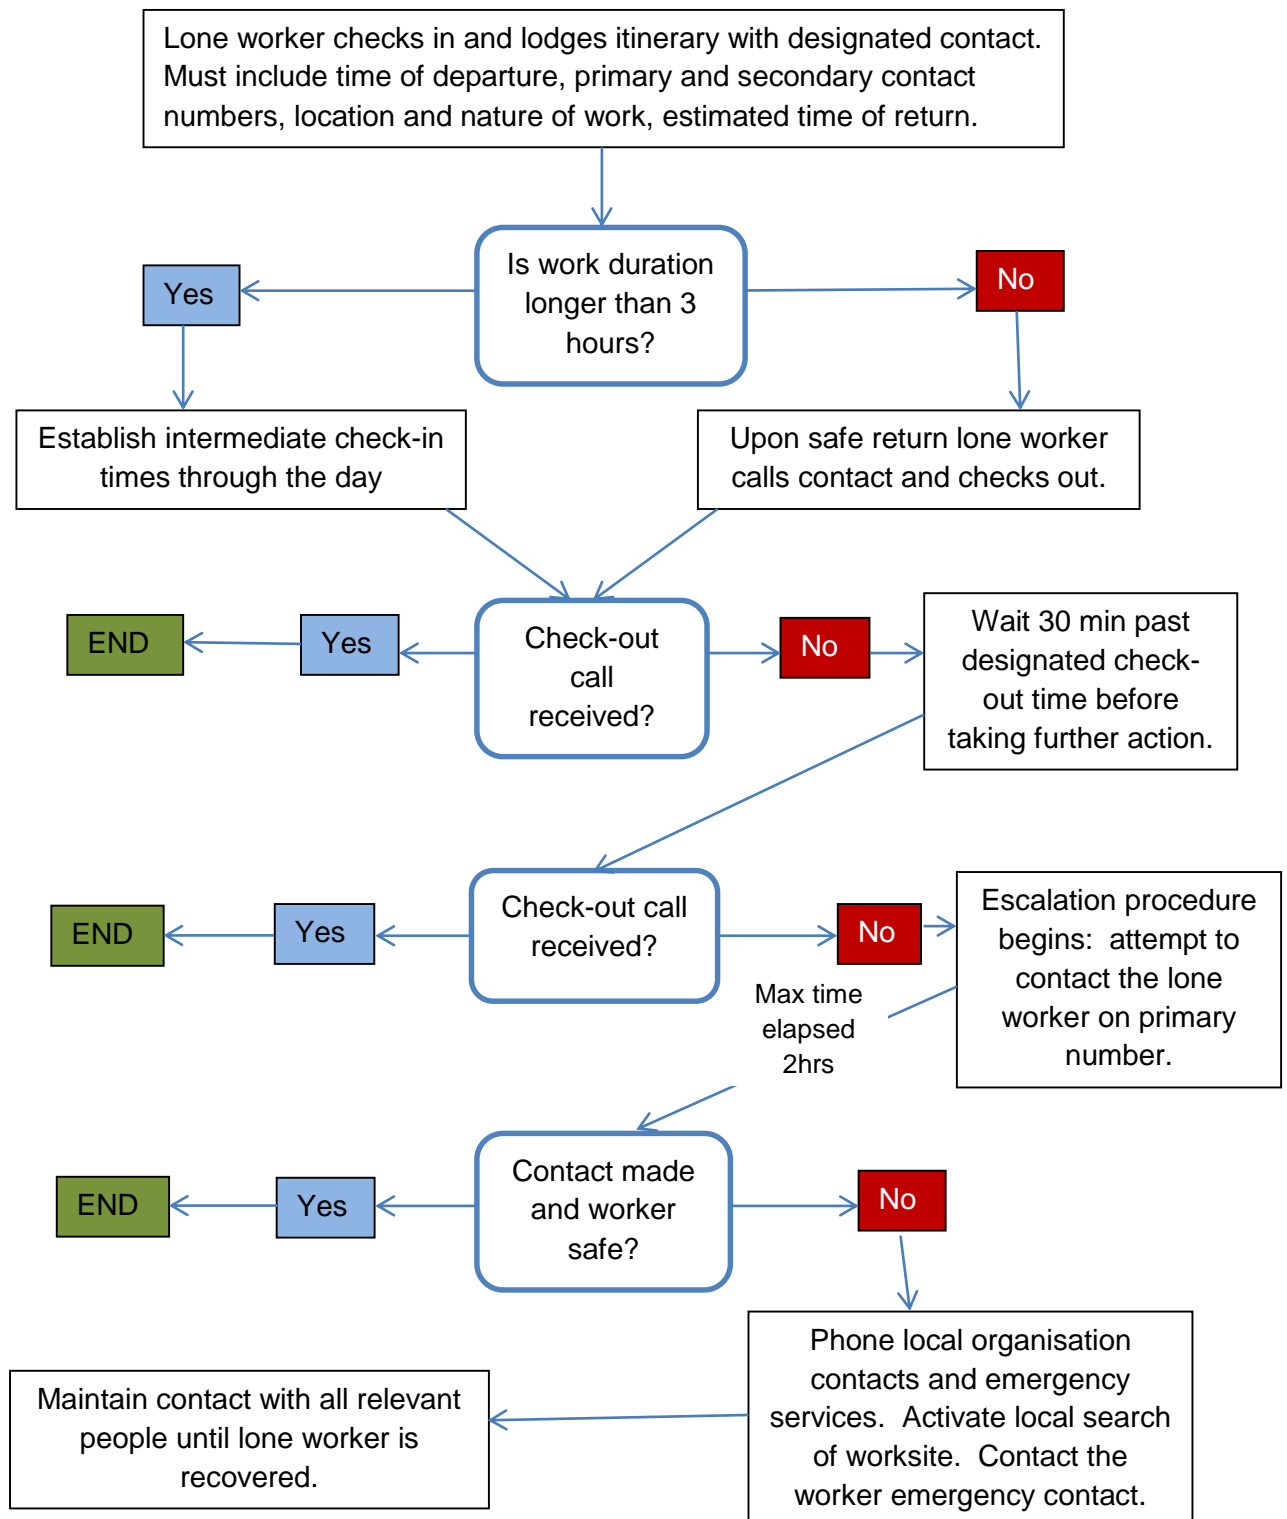 Lone worker checks in and lodges itinerary with designated contact.
Must include time of departure, primary and secondary contact
numbers, location and nature of work, estimated time of return.
Is work duration
longer than 3
hours?
Yes
No
Establish intermediate check-in
times through the day
Upon safe return lone worker
calls contact and checks out.
END
Yes
Check-out
call
received?
No
Wait 30 min past
designated check-
out time before
taking further action.
END
Yes
Check-out call
received?
No
Escalation procedure
begins:  attempt to
contact the lone
worker on primary
number.
Max time
elapsed
2hrs
END
Yes
Contact made
and worker
safe?
No
Phone local organisation
contacts and emergency
services.  Activate local search
of worksite.  Contact the
worker emergency contact.
Maintain contact with all relevant
people until lone worker is
recovered.